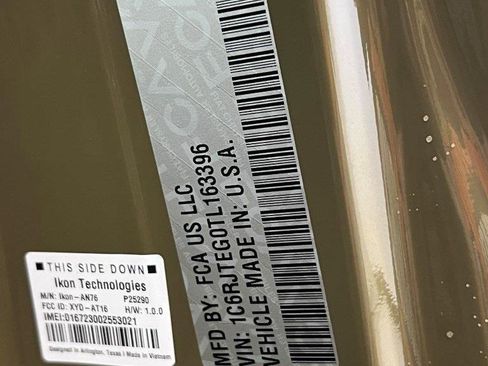 MFD BY: FCA US LLC
VIN: 1C6RJTEG0TL163396
VEHICLE MADE IN: U.S.A.
■ THIS SIDE DOWN ■
Ikon Technologies
M/N: Ikon-AN76 P25290
FCC ID: XYO-AT16 H/W: 1.0.0
IMEI:016723002553021
Designed in Arlington, Texas | Made in Vietnam